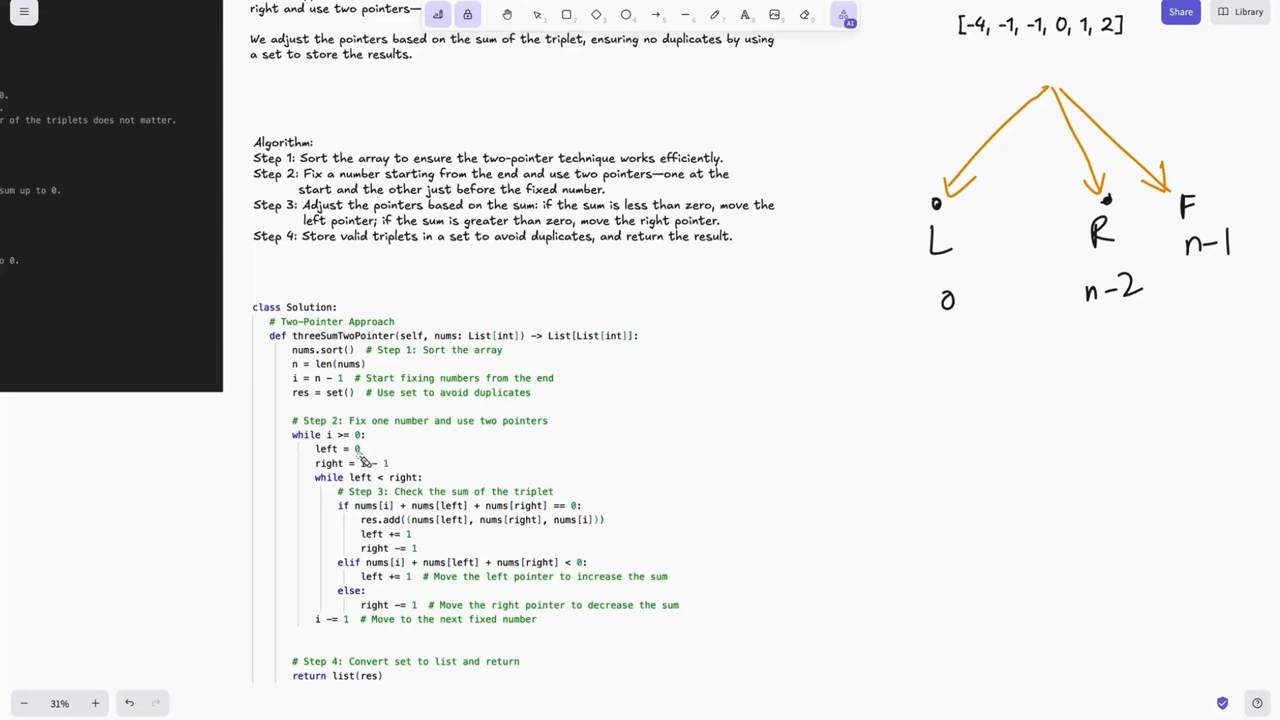 right and use two pointers—
We adjust the pointers based on the sum of the triplet, ensuring no duplicates by using
a set to store the results.
Share
Library
[-4, -1, -1, 0, 1, 2]
0.
r of the triplets does not matter.
sum up to 0.
o 0.
Algorithm:
Step 1: Sort the array to ensure the two-pointer technique works efficiently.
Step 2: Fix a number starting from the end and use two pointers—one at the
start and the other just before the fixed number.
Step 3: Adjust the pointers based on the sum: if the sum is less than zero, move the
left pointer; if the sum is greater than zero, move the right pointer.
Step 4: Store valid triplets in a set to avoid duplicates, and return the result.
L
R
F
0
n-2
n-1
class Solution:
# Two-Pointer Approach
def threeSumTwoPointer(self, nums: List[int]) -> List[List[int]]:
nums.sort() # Step 1: Sort the array
n = len(nums)
i = n - 1 # Start fixing numbers from the end
res = set() # Use set to avoid duplicates
# Step 2: Fix one number and use two pointers
while i >= 0:
left = 0
right = i - 1
while left < right:
# Step 3: Check the sum of the triplet
if nums[i] + nums[left] + nums[right] == 0:
res.add((nums[left], nums[right], nums[i]))
left += 1
right -= 1
elif nums[i] + nums[left] + nums[right] < 0:
left += 1 # Move the left pointer to increase the sum
else:
right -= 1 # Move the right pointer to decrease the sum
i -= 1 # Move to the next fixed number
# Step 4: Convert set to list and return
return list(res)
31%